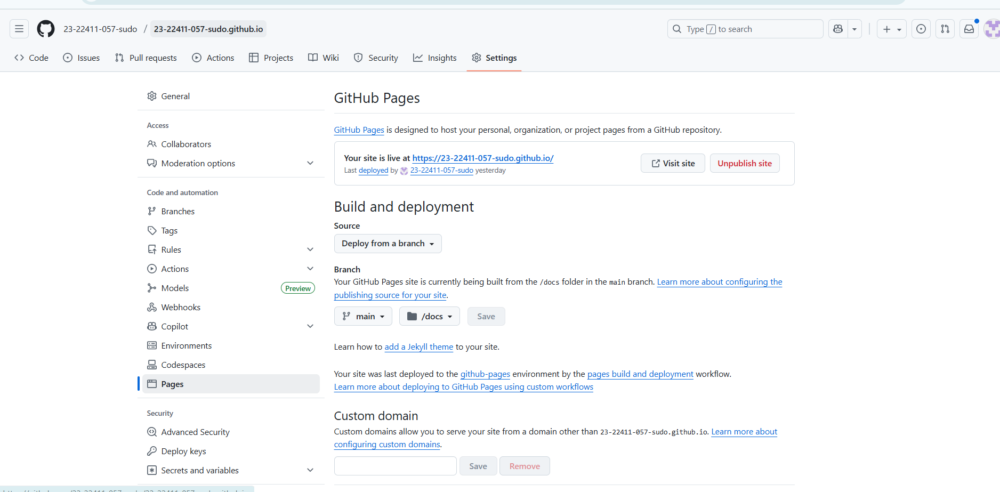 23-22411-057-sudo / 23-22411-057-sudo.github.io
Type / to search
Code Issues Pull requests Actions Projects Wiki Security Insights Settings
General
Access
Collaborators
Moderation options
Code and automation
Branches
Tags
Rules
Actions
Models Preview
Webhooks
Copilot
Environments
Codespaces
Pages
Security
Advanced Security
Deploy keys
Secrets and variables
GitHub Pages
GitHub Pages is designed to host your personal, organization, or project pages from a GitHub repository.
Your site is live at https://23-22411-057-sudo.github.io/
Last deployed by 23-22411-057-sudo yesterday
Visit site
Unpublish site
Build and deployment
Source
Deploy from a branch
Branch
Your GitHub Pages site is currently being built from the /docs folder in the main branch. Learn more about configuring the
publishing source for your site.
main /docs Save
Learn how to add a Jekyll theme to your site.
Your site was last deployed to the github-pages environment by the pages build and deployment workflow.
Learn more about deploying to GitHub Pages using custom workflows
Custom domain
Custom domains allow you to serve your site from a domain other than 23-22411-057-sudo.github.io. Learn more about
configuring custom domains.
Save Remove